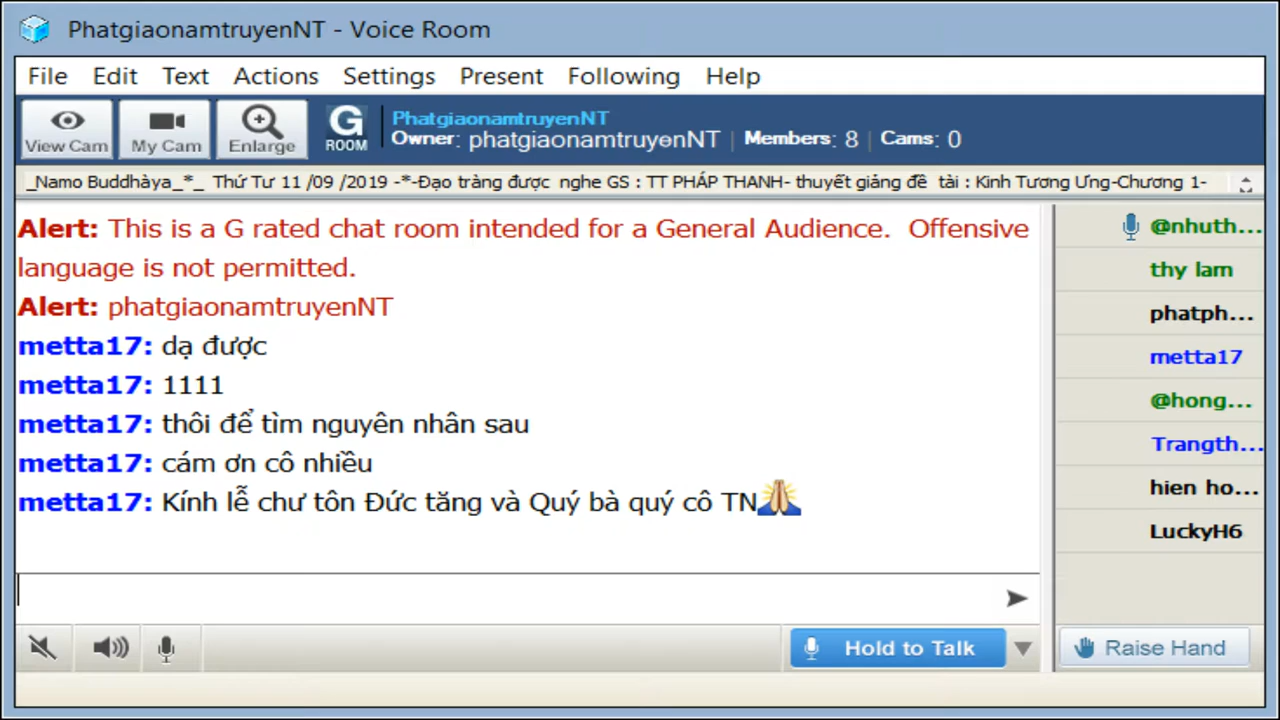 PhatgiaonamtruyenNT - Voice Room
File Edit Text Actions Settings Present Following Help
View Cam My Cam Enlarge
G ROOM
PhatgiaonamtruyenNT
Owner: phatgiaonamtruyenNT | Members: 8 | Cams: 0
_Namo Buddhàya_*_ Thứ Tư 11 /09 /2019 -*-Đạo tràng được nghe GS : TT PHÁP THANH- thuyết giảng đề tài : Kinh Tương Ưng-Chương 1-
Alert: This is a G rated chat room intended for a General Audience. Offensive
language is not permitted.
Alert: phatgiaonamtruyenNT
metta17: dạ được
metta17: 1111
metta17: thôi để tìm nguyên nhân sau
metta17: cám ơn cô nhiều
metta17: Kính lễ chư tôn Đức tăng và Quý bà quý cô TN🙏
@nhuth...
thy lam
phatph...
metta17
@hong...
Trangth...
hien ho...
LuckyH6
Hold to Talk
Raise Hand